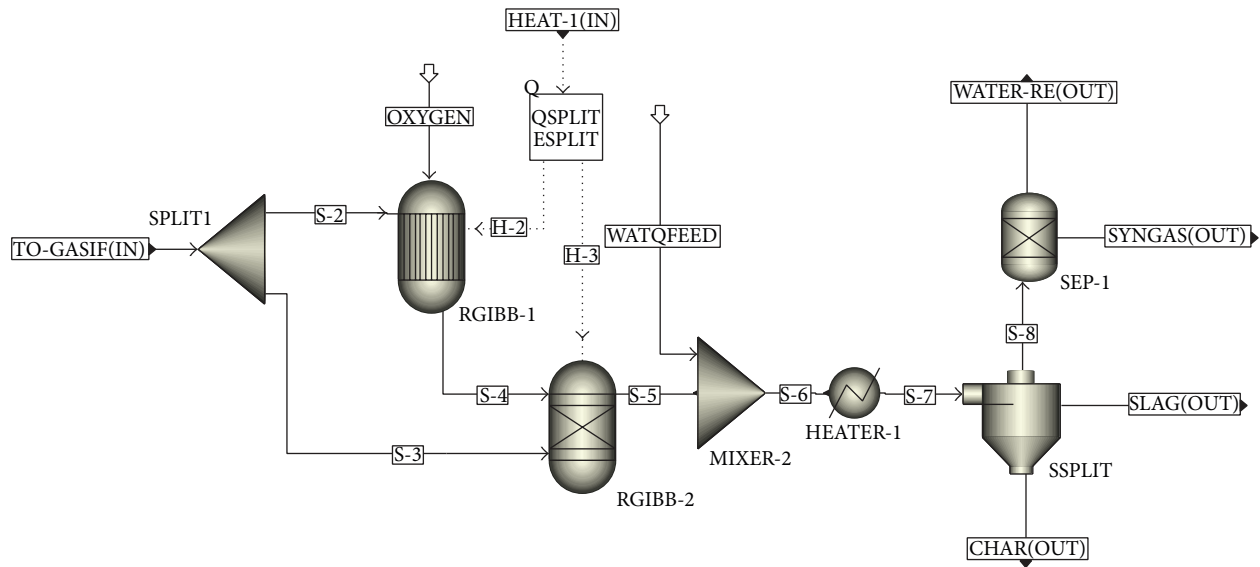 HEAT-1(IN)
Q
QSPLIT
ESPLIT
OXYGEN
WATER-RE(OUT)
SPLIT1
S-2
H-2
WATQFEED
TO-GASIF(IN)
H-3
SYNGAS(OUT)
SEP-1
RGIBB-1
S-8
S-4
S-5
S-6
S-7
SLAG(OUT)
HEATER-1
S-3
MIXER-2
SSPLIT
RGIBB-2
CHAR(OUT)